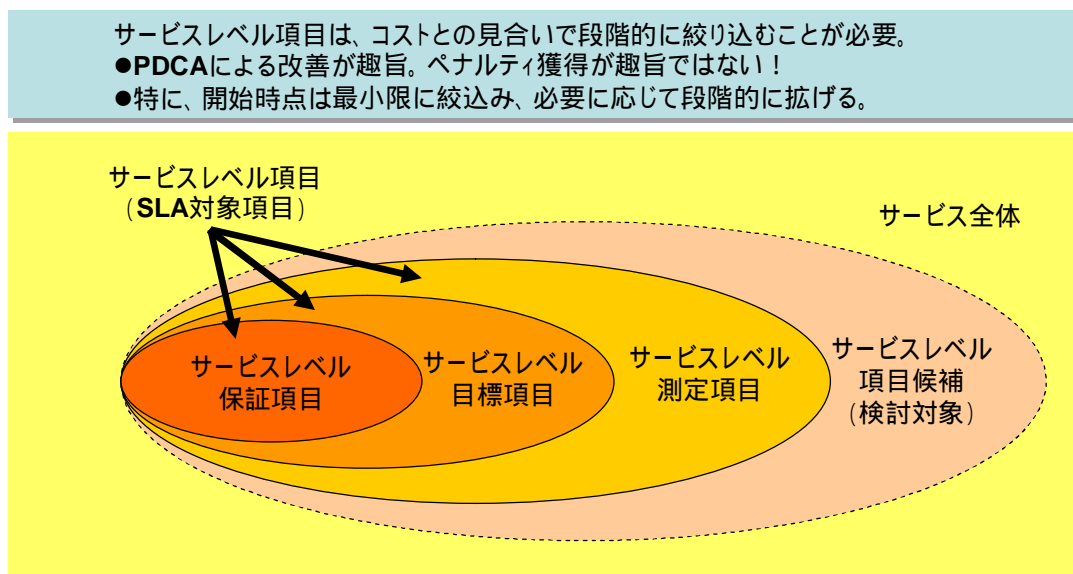 サービスレベル項目は、コストとの見合いで段階的に絞り込むことが必要。
●PDCAによる改善が趣旨。ペナルティ獲得が趣旨ではない！
●特に、開始時点は最小限に絞込み、必要に応じて段階的に拡げる。
サービスレベル項目
（SLA対象項目）
サービス全体
サービスレベル
保証項目
サービスレベル
目標項目
サービスレベル
測定項目
サービスレベル
項目候補
（検討対象）